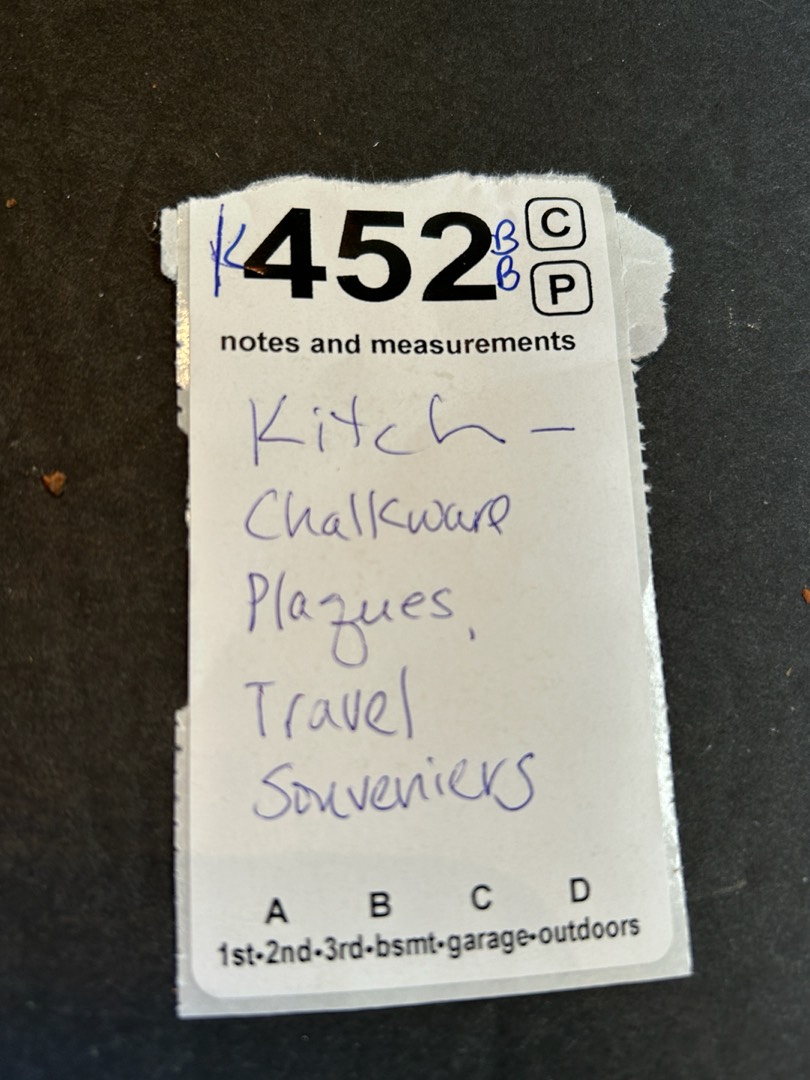 K452 B C
B P
notes and measurements
Kitch –
Chalkware
Plaques,
Travel
Souveniers
A B C D
1st•2nd•3rd•bsmt•garage•outdoors